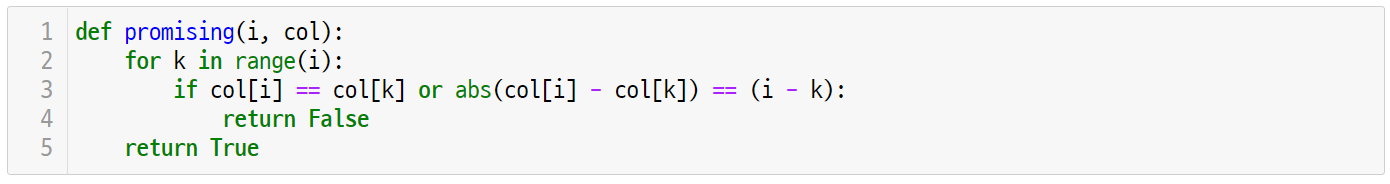 1 def promising(i, col):
2     for k in range(i):
3         if col[i] == col[k] or abs(col[i] - col[k]) == (i - k):
4             return False
5     return True